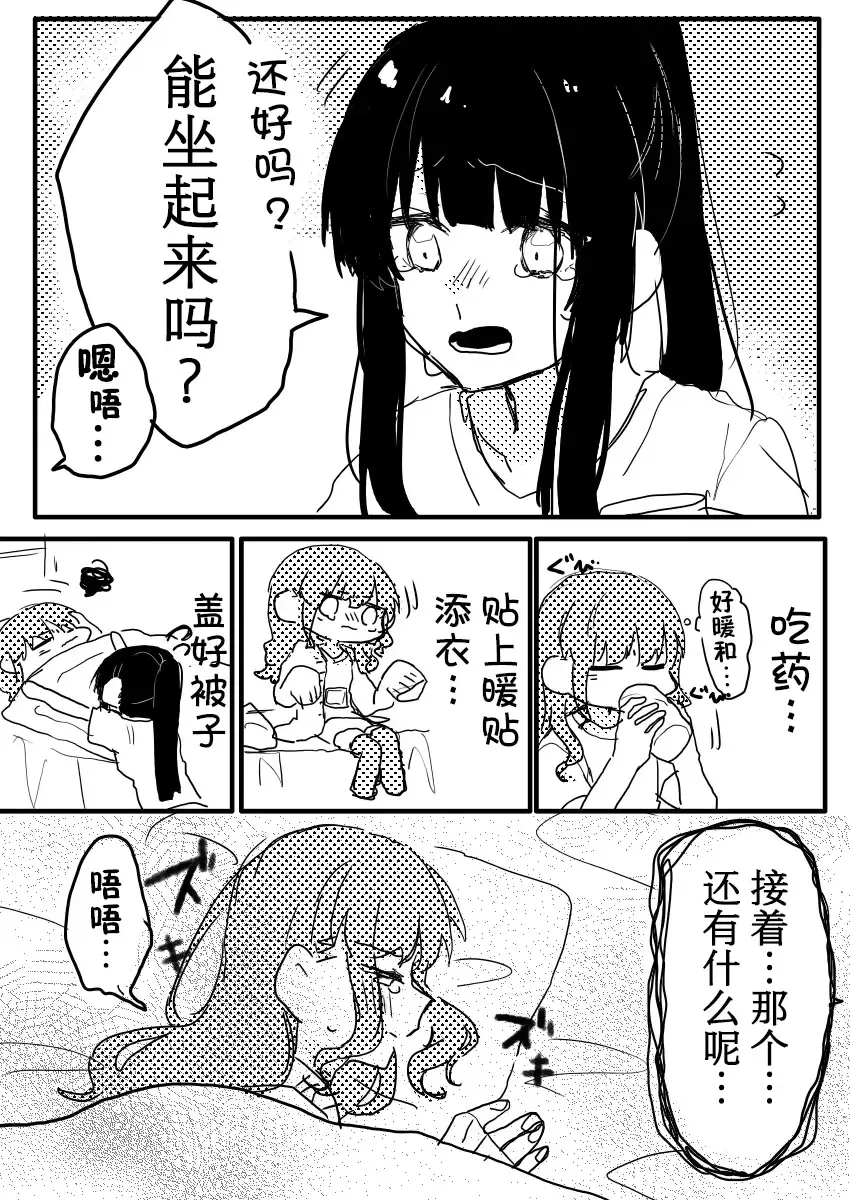 还好吗？
能坐起来吗？
嗯唔…
吃药…
好暖和…
贴上暖贴
添衣…
盖好被子
接着…那个…
还有什么呢…
唔唔…
ズキ
ズキ